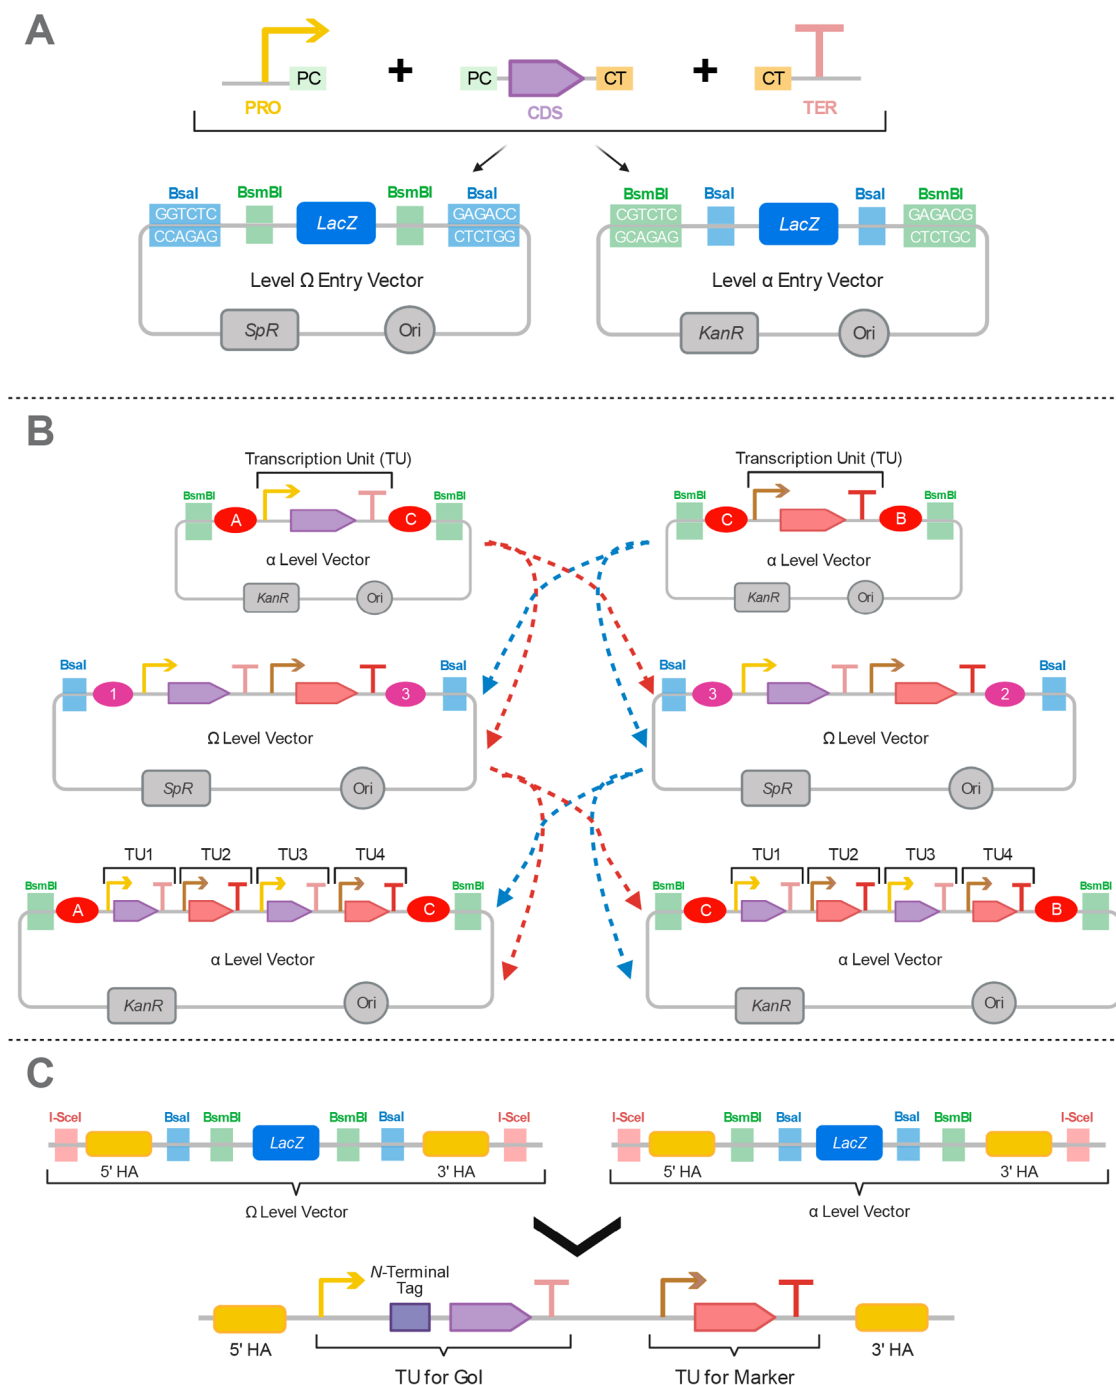 A
PC
PC
CT
CT
PRO
CDS
TER
BsaI
BsmBI
BsmBI
BsaI
BsmBI
BsaI
BsaI
BsmBI
GGTCTC
CCAGAG
LacZ
GAGACC
CTCTGG
CGTCTC
GCAGAG
LacZ
GAGACG
CTCTGC
Level Ω Entry Vector
Level α Entry Vector
SpR
Ori
KanR
Ori
B
Transcription Unit (TU)
Transcription Unit (TU)
BsmBI
BsmBI
BsmBI
BsmBI
A
C
C
B
α Level Vector
α Level Vector
KanR
Ori
KanR
Ori
BsaI
BsaI
BsaI
BsaI
1
3
3
2
Ω Level Vector
Ω Level Vector
SpR
Ori
SpR
Ori
TU1
TU2
TU3
TU4
TU1
TU2
TU3
TU4
BsmBI
BsmBI
BsmBI
BsmBI
A
C
C
B
α Level Vector
α Level Vector
KanR
Ori
KanR
Ori
C
I-SceI
BsaI
BsmBI
BsmBI
BsaI
I-SceI
I-SceI
BsmBI
BsaI
BsaI
BsmBI
I-SceI
LacZ
LacZ
5' HA
3' HA
5' HA
3' HA
Ω Level Vector
α Level Vector
N-Terminal
Tag
5' HA
3' HA
TU for GoI
TU for Marker